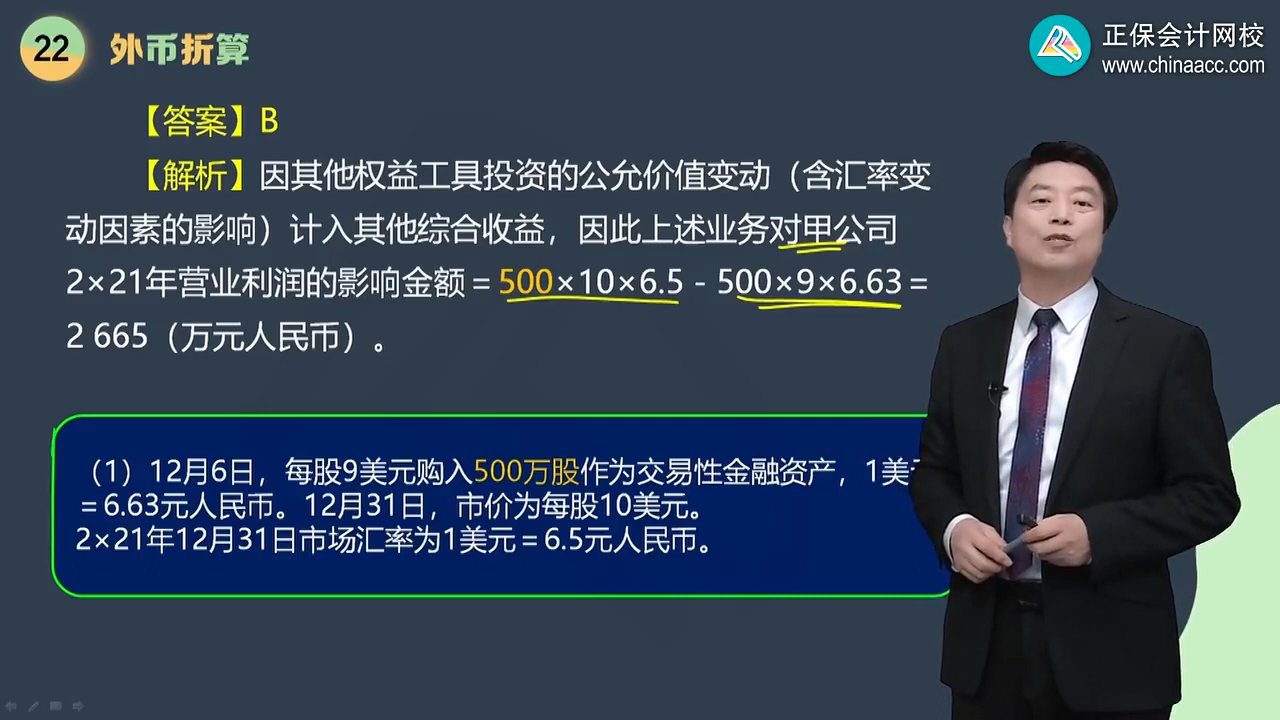 22 外币折算
正保会计网校
www.chinaacc.com
【答案】B
【解析】因其他权益工具投资的公允价值变动（含汇率变
动因素的影响）计入其他综合收益，因此上述业务对甲公司
2×21年营业利润的影响金额＝500×10×6.5－500×9×6.63＝
2 665（万元人民币）。
（1）12月6日，每股9美元购入500万股作为交易性金融资产，1美
＝6.63元人民币。12月31日，市价为每股10美元。
2×21年12月31日市场汇率为1美元＝6.5元人民币。